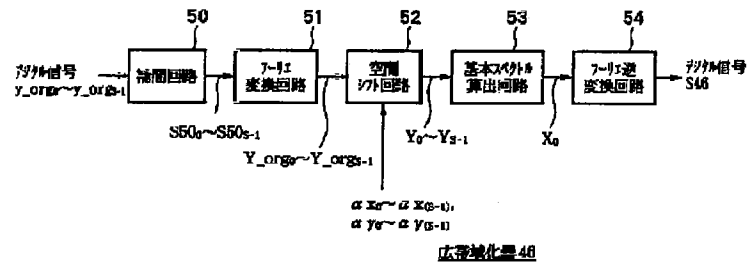 50
51
52
53
54
デジタル信号
y_org₀~y_orgS-1
補間回路
フーリエ
変換回路
空間
シフト回路
基本スペクトル
算出回路
フーリエ逆
変換回路
デジタル信号
S46
S50₀~S50S-1
Y_org₀~Y_orgS-1
Y₀~YS-1
X₀
α x₀~α x(S-1),
α y₀~α y(S-1)
広帯域化器46